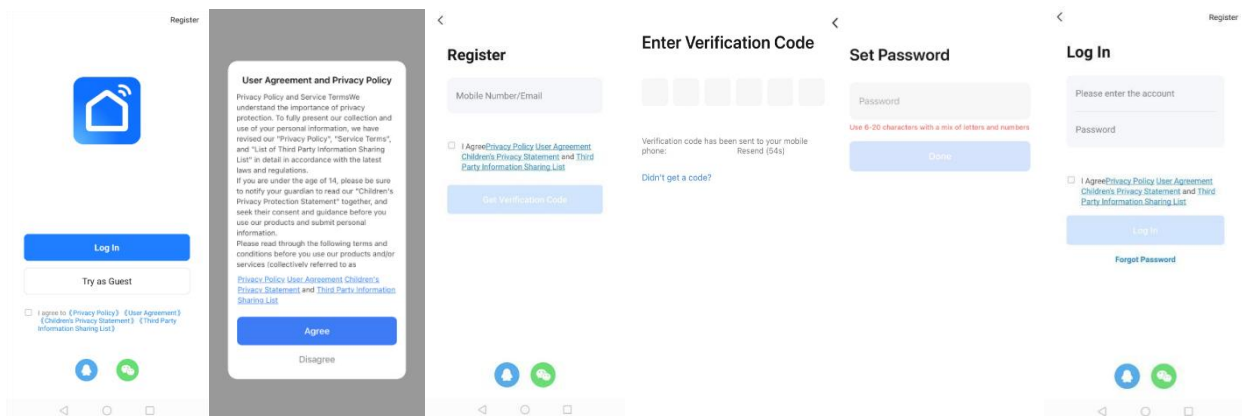 Register
Log In
Try as Guest
I agree to《Privacy Policy》《User Agreement》
《Children's Privacy Statement》《Third Party
Information Sharing List》
User Agreement and Privacy Policy
Privacy Policy and Service TermsWe
understand the importance of privacy
protection. To fully present our collection and
use of your personal information, we have
revised our "Privacy Policy", "Service Terms",
and "List of Third Party Information Sharing
List" in detail in accordance with the latest
laws and regulations.
If you are under the age of 14, please be sure
to notify your guardian to read our "Children's
Privacy Protection Statement" together, and
seek their consent and guidance before you
use our products and submit personal
information.
Please read through the following terms and
conditions before you use our products and/or
services (collectively referred to as
Privacy Policy User Agreement Children's
Privacy Statement and Third Party Information
Sharing List
Agree
Disagree
Register
Mobile Number/Email
I AgreePrivacy Policy User Agreement
Children's Privacy Statement and Third
Party Information Sharing List
Get Verification Code
Enter Verification Code
Verification code has been sent to your mobile
phone: Resend (54s)
Didn't get a code?
Set Password
Password
Use 6-20 characters with a mix of letters and numbers
Done
Register
Log In
Please enter the account
Password
I AgreePrivacy Policy User Agreement
Children's Privacy Statement and Third
Party Information Sharing List
Log In
Forgot Password